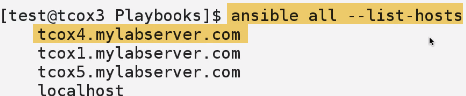 [test@tcox3 Playbooks]$ ansible all --list-hosts
tcox4.mylabserver.com
tcox1.mylabserver.com
tcox5.mylabserver.com
localhost